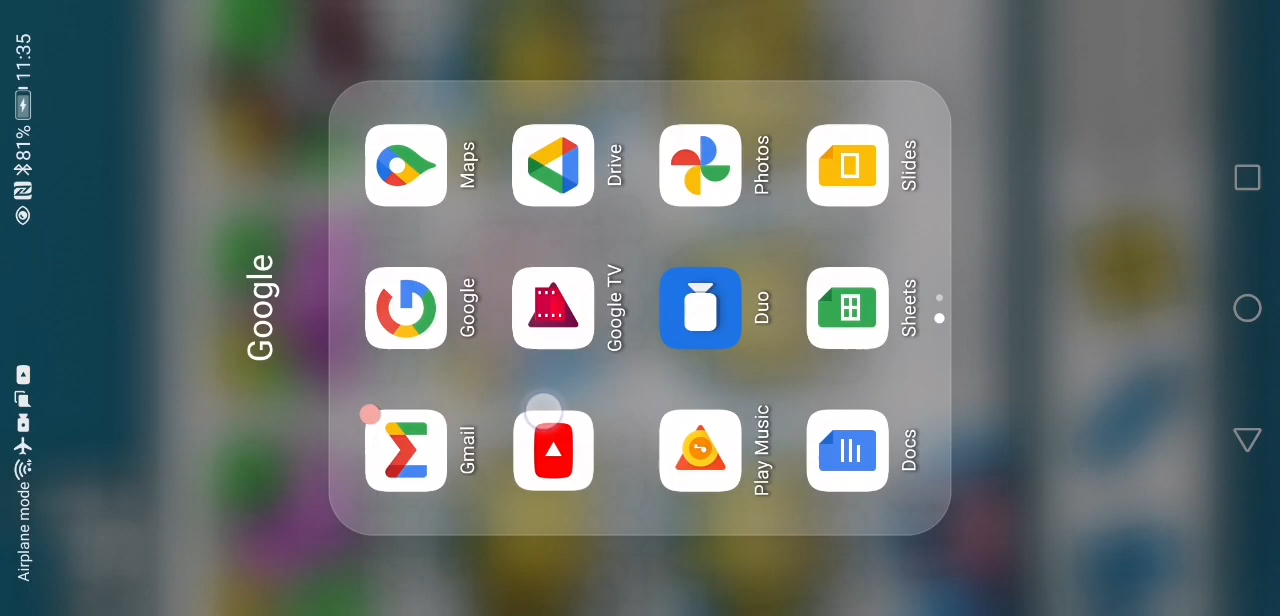 Airplane mode
81%
11:35
Google
Gmail
Google
Maps
Google TV
Drive
Play Music
Duo
Photos
Docs
Sheets
Slides